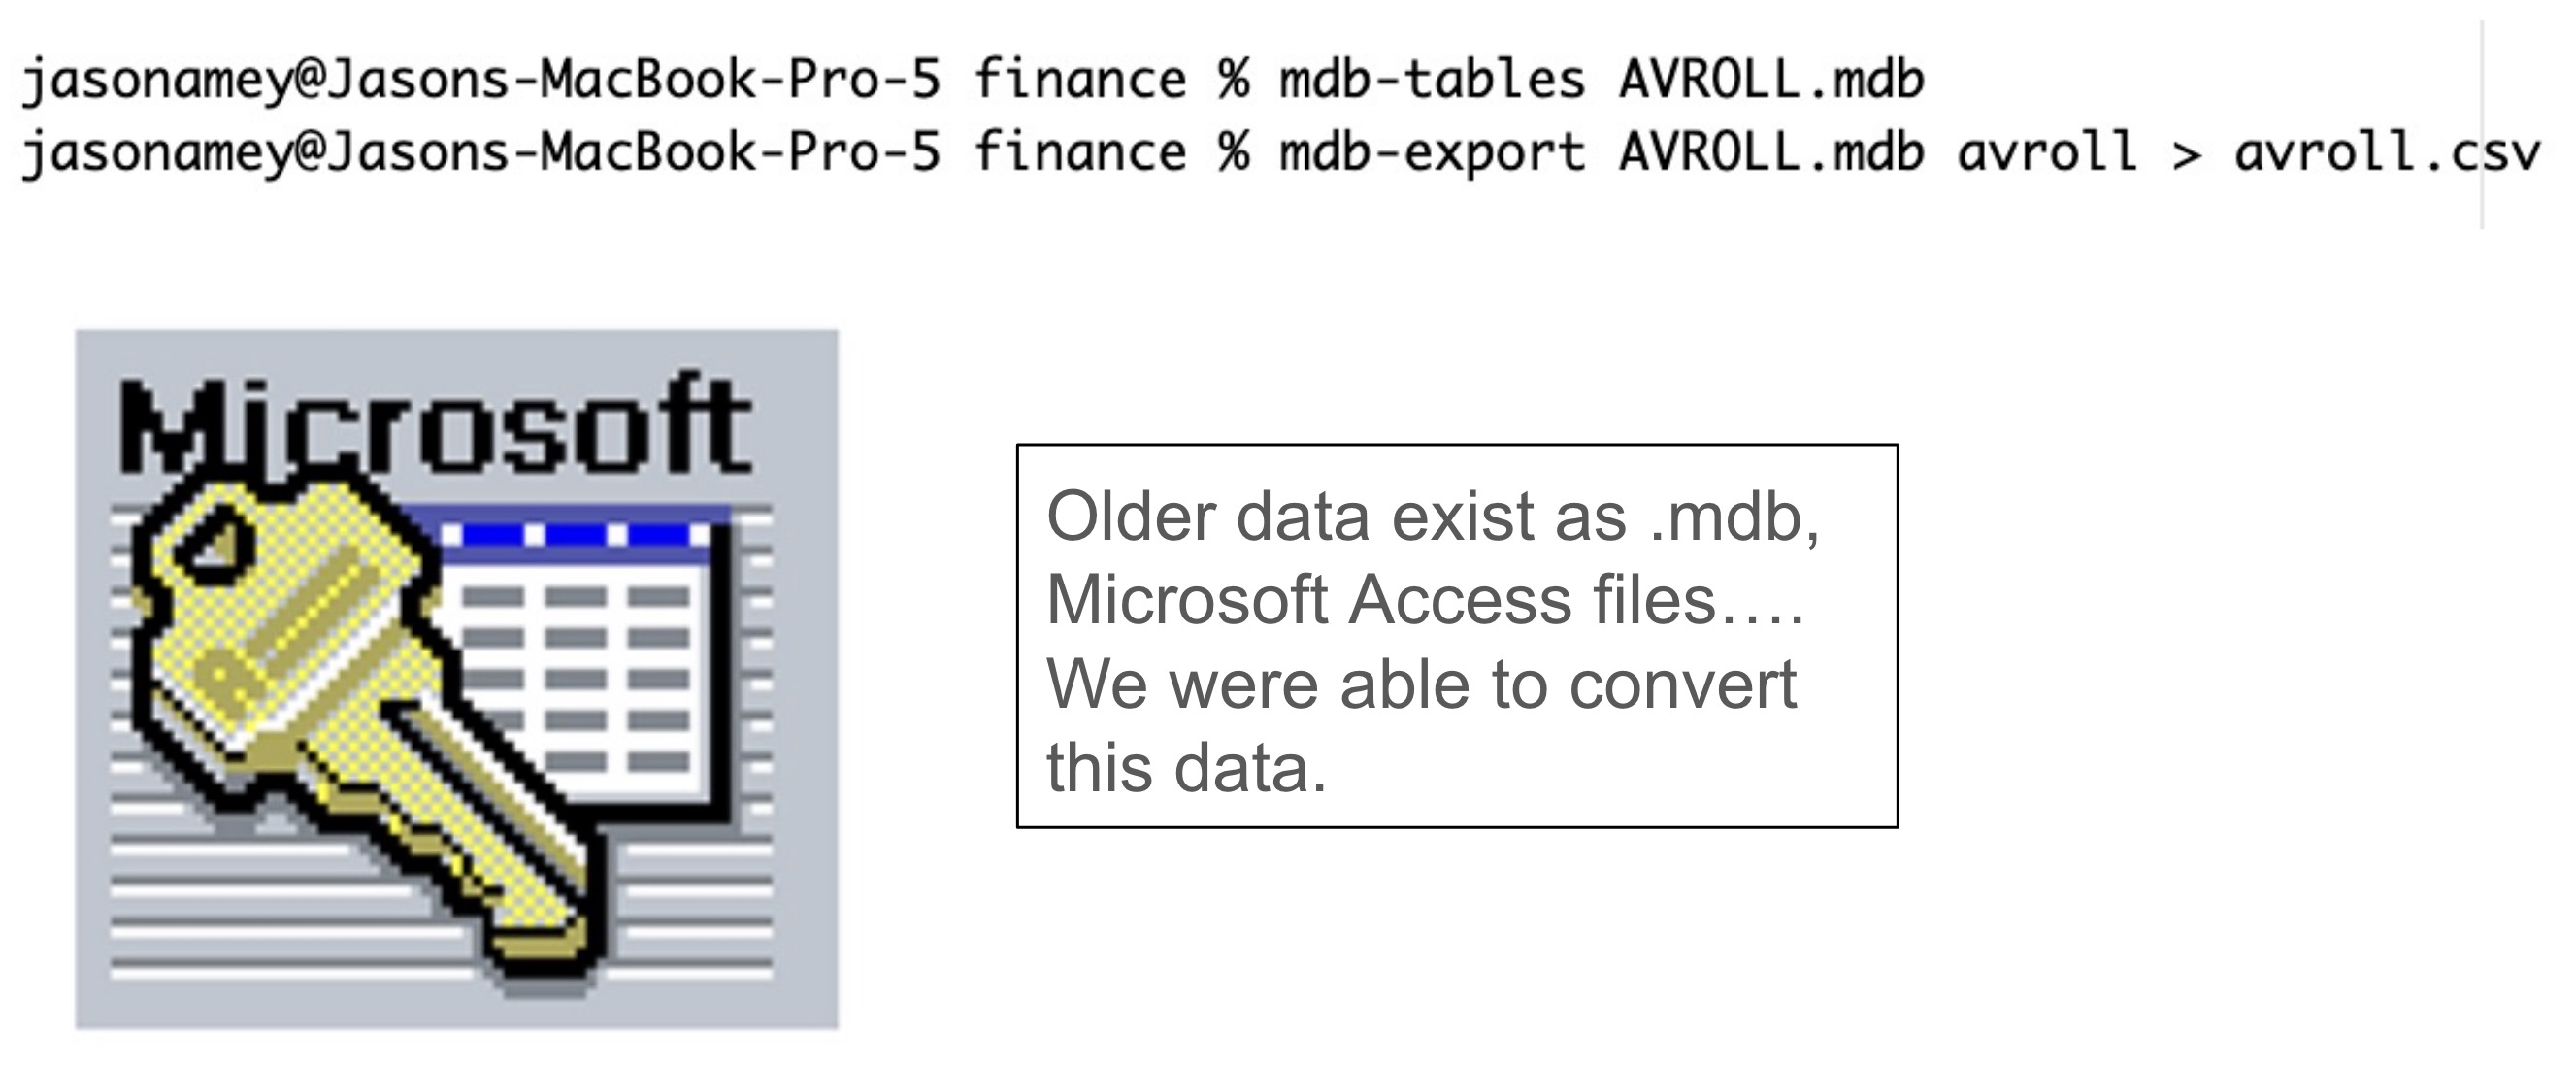 jasonamey@Jasons-MacBook-Pro-5 finance % mdb-tables AVROLL.mdb
jasonamey@Jasons-MacBook-Pro-5 finance % mdb-export AVROLL.mdb avroll > avroll.csv
Microsoft
Older data exist as .mdb,
Microsoft Access files….
We were able to convert
this data.